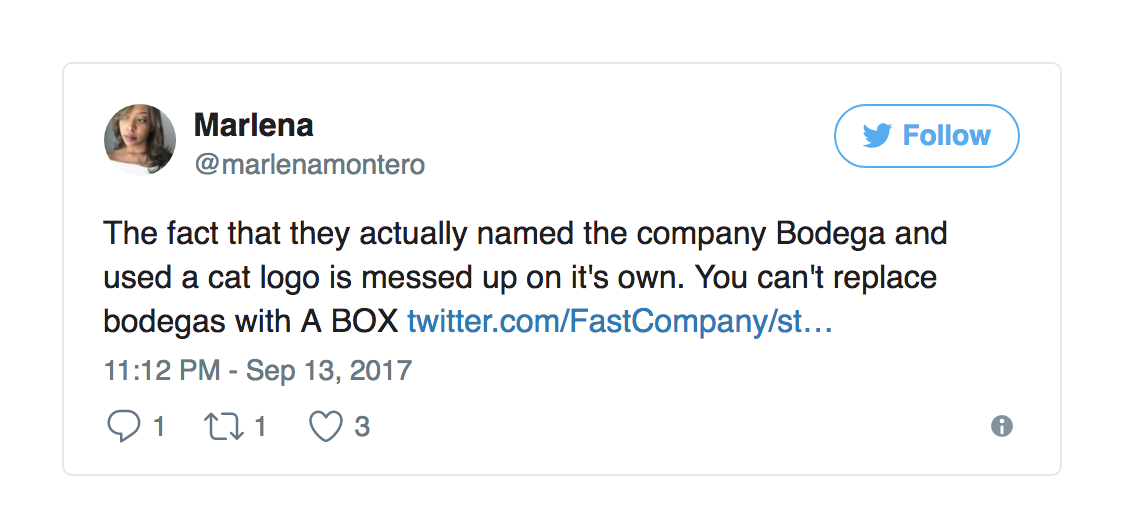 Marlena
@marlenamontero
Follow
The fact that they actually named the company Bodega and
used a cat logo is messed up on it's own. You can't replace
bodegas with A BOX twitter.com/FastCompany/st…
11:12 PM - Sep 13, 2017
1 1 3